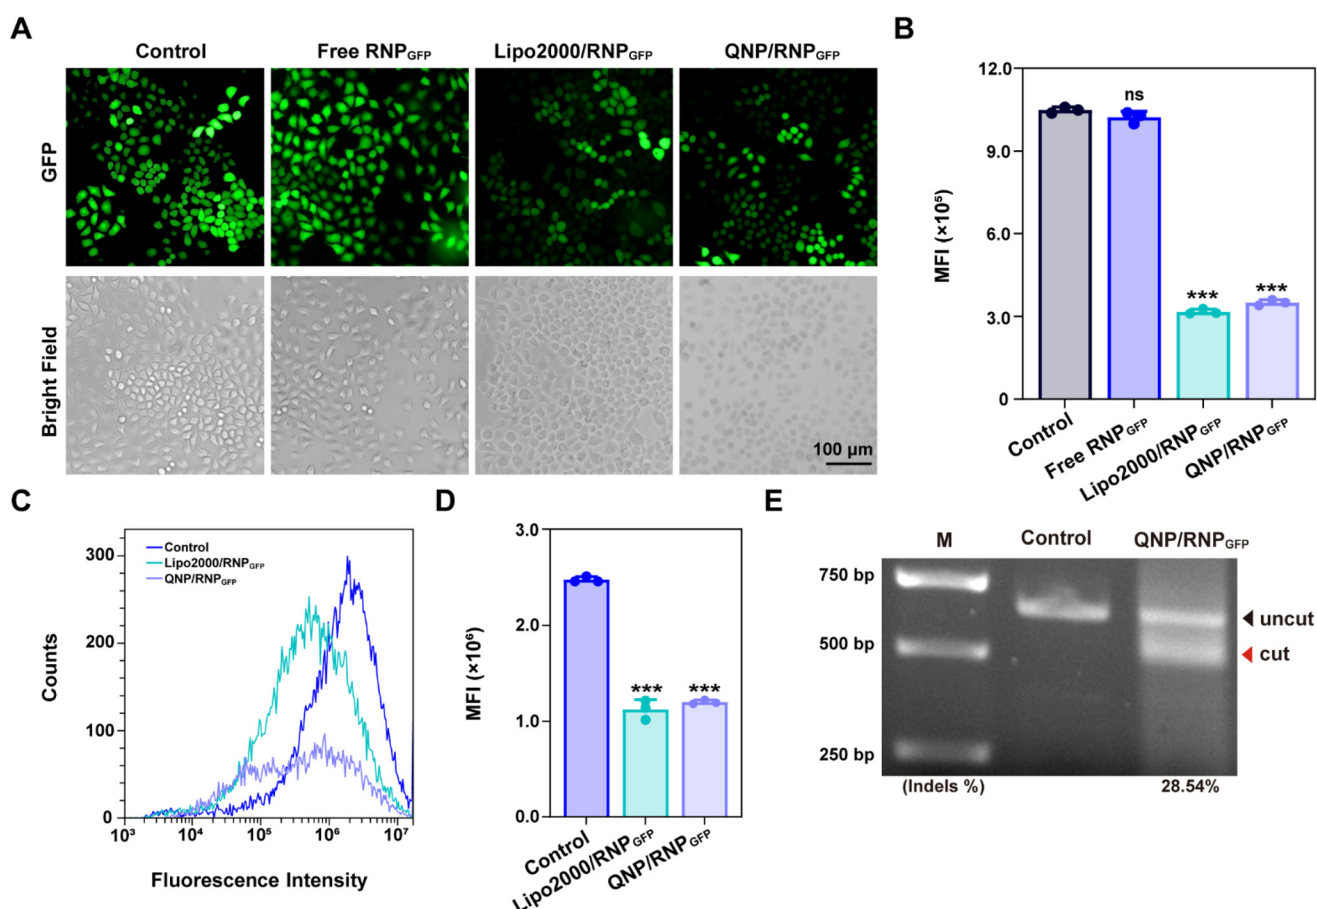 A
Control
Free RNPGFP
Lipo2000/RNPGFP
QNP/RNPGFP
GFP
Bright Field
100 μm
B
MFI (×10⁵)
12.0
9.0
6.0
3.0
0
ns
***
***
Control
Free RNPGFP
Lipo2000/RNPGFP
QNP/RNPGFP
C
Counts
300
200
100
0
Control
Lipo2000/RNPGFP
QNP/RNPGFP
10³
10⁴
10⁵
10⁶
10⁷
Fluorescence Intensity
D
MFI (×10⁶)
3.0
2.0
1.0
0.0
***
***
Control
Lipo2000/RNPGFP
QNP/RNPGFP
E
M
Control
QNP/RNPGFP
750 bp
500 bp
250 bp
uncut
cut
(Indels %)
28.54%